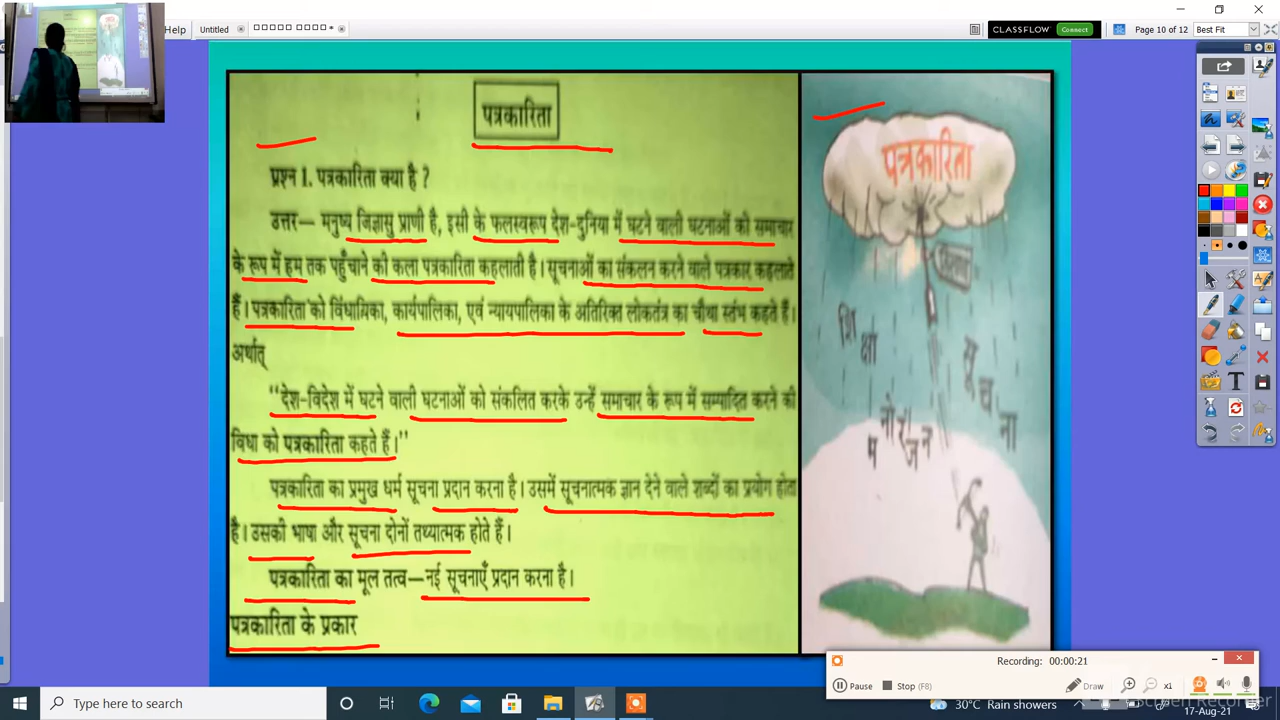 Help
Untitled
CLASSFLOW Connect
Page 10 of 12
Best Fit
पत्रकारिता
पत्रकारिता
प्रश्न 1. पत्रकारिता क्या है ?
उत्तर— मनुष्य जिज्ञासु प्राणी है, इसी के फलस्वरूप देश-दुनिया में घटने वाली घटनाओं को समाचार
के रूप में हम तक पहुँचाने की कला पत्रकारिता कहलाती है। सूचनाओं का संकलन करने वाले पत्रकार कहलाते
हैं। पत्रकारिता को विधायिका, कार्यपालिका, एवं न्यायपालिका के अतिरिक्त लोकतंत्र का चौथा स्तंभ कहते हैं।
अर्थात्
"देश-विदेश में घटने वाली घटनाओं को संकलित करके उन्हें समाचार के रूप में सम्पादित करने की
विधा को पत्रकारिता कहते हैं।"
पत्रकारिता का प्रमुख धर्म सूचना प्रदान करना है। उसमें सूचनात्मक ज्ञान देने वाले शब्दों का प्रयोग होता
है। उसकी भाषा और सूचना दोनों तथ्यात्मक होते हैं।
पत्रकारिता का मूल तत्व—नई सूचनाएँ प्रदान करना है।
पत्रकारिता के प्रकार
शिक्षा
सूचना
मनोरंजन
Recording: 00:00:21
Pause
Stop (F8)
Draw
x1
Type here to search
30°C Rain showers
17-Aug-21
Screen Recorder